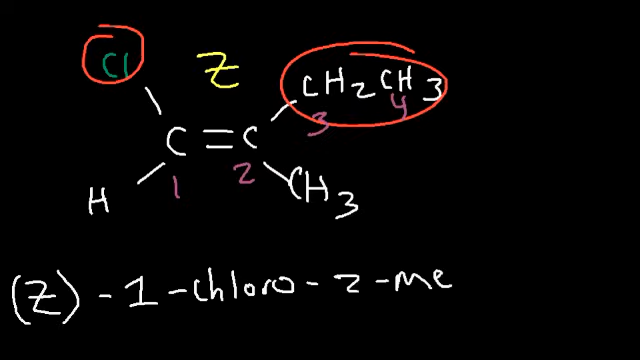 Cl Z CH2CH3
3 4
C = C
1 2
H CH3
(Z) - 1 - chloro - 2 - me